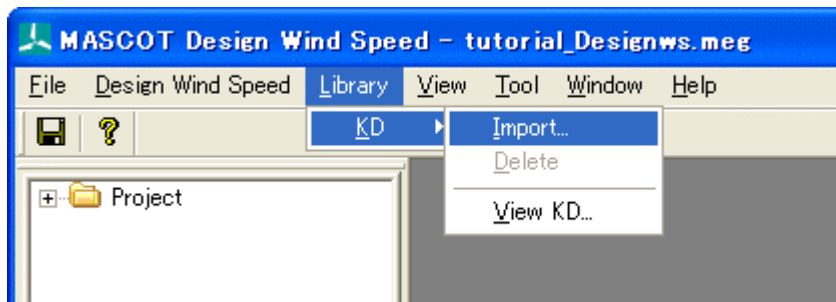 MASCOT Design Wind Speed - tutorial_Designws.meg
File Design Wind Speed Library View Tool Window Help
KD Import...
Delete
Project
View KD...